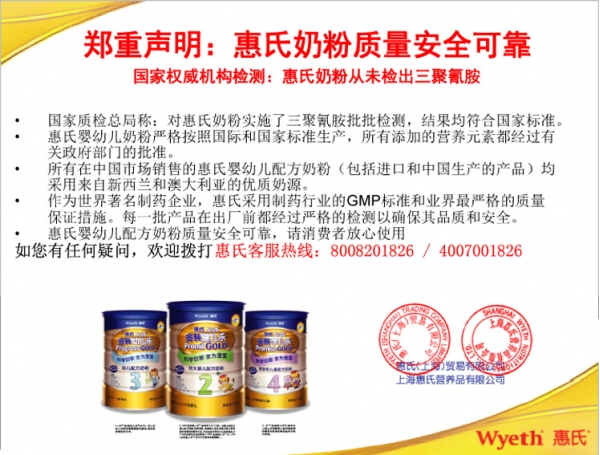 郑重声明：惠氏奶粉质量安全可靠
国家权威机构检测：惠氏奶粉从未检出三聚氰胺
• 国家质检总局称：对惠氏奶粉实施了三聚氰胺批批检测，结果均符合国家标准。
• 惠氏婴幼儿奶粉严格按照国际和国家标准生产，所有添加的营养元素都经过有
关政府部门的批准。
• 所有在中国市场销售的惠氏婴幼儿配方奶粉（包括进口和中国生产的产品）均
采用来自新西兰和澳大利亚的优质奶源。
• 作为世界著名制药企业，惠氏采用制药行业的GMP标准和业界最严格的质量
保证措施。每一批产品在出厂前都经过严格的检测以确保其品质和安全。
• 惠氏婴幼儿配方奶粉质量安全可靠，请消费者放心使用
如您有任何疑问，欢迎拨打惠氏客服热线：8008201826 / 4007001826
Wyeth 惠氏
GOLD
3
Wyeth 惠氏
GOLD
2
Wyeth 惠氏
GOLD
4
惠氏(上海)贸易有限公司
上海惠氏营养品有限公司
Wyeth 惠氏